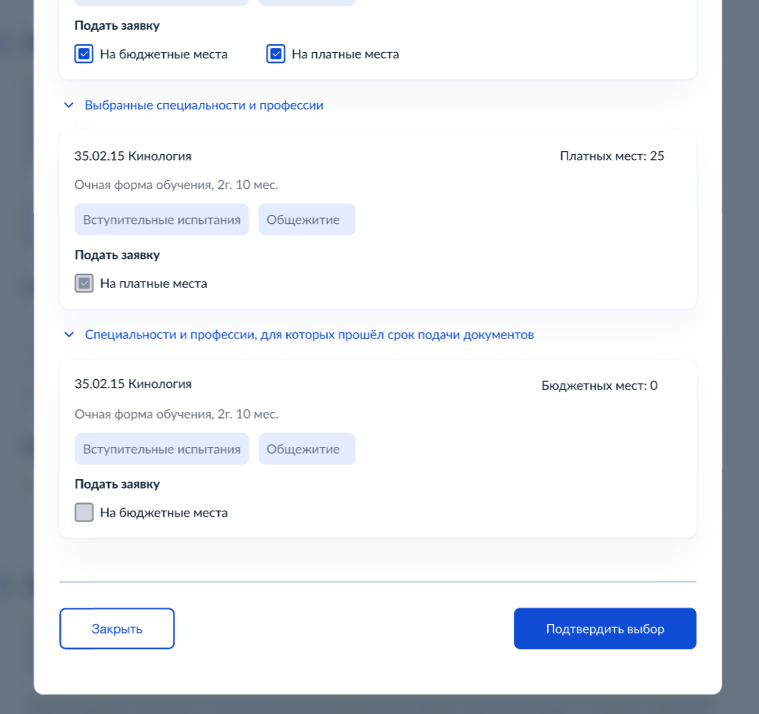 Подать заявку
На бюджетные места
На платные места
Выбранные специальности и профессии
35.02.15 Кинология
Платных мест: 25
Очная форма обучения, 2г. 10 мес.
Вступительные испытания
Общежитие
Подать заявку
На платные места
Специальности и профессии, для которых прошёл срок подачи документов
35.02.15 Кинология
Бюджетных мест: 0
Очная форма обучения, 2г. 10 мес.
Вступительные испытания
Общежитие
Подать заявку
На бюджетные места
Закрыть
Подтвердить выбор